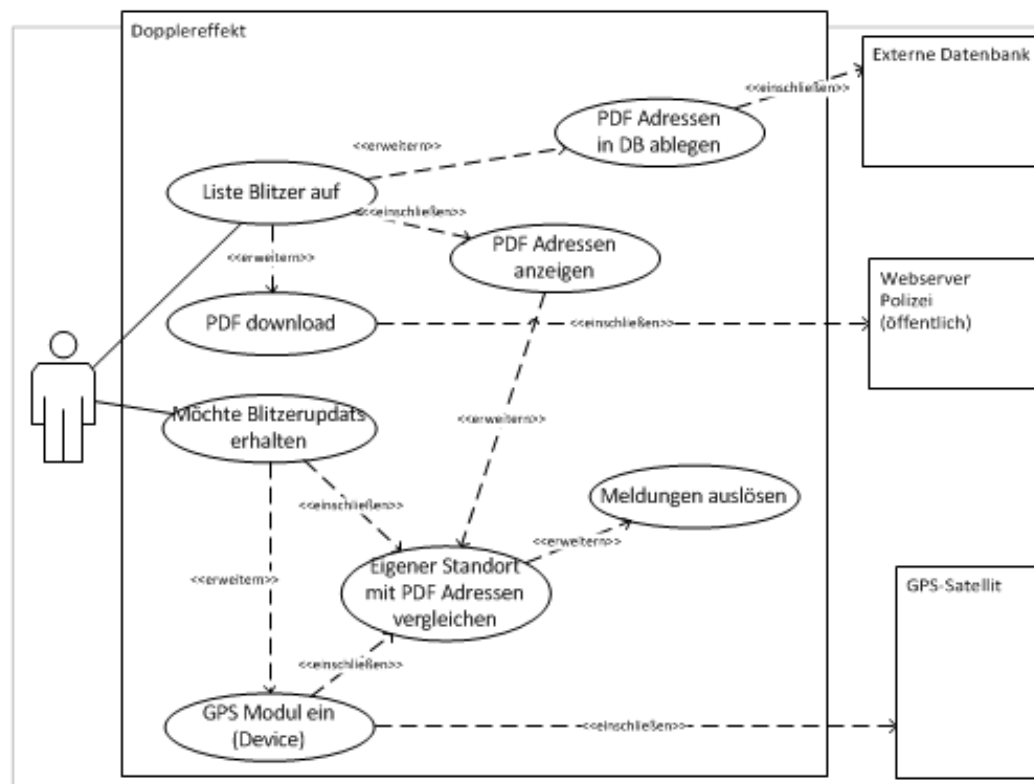 Dopplereffekt
Externe Datenbank
<<einschließen>>
PDF Adressen
in DB ablegen
<<erweitern>>
Liste Blitzer auf
<<einschließen>>
PDF Adressen
anzeigen
<<erweitern>>
Webserver
Polizei
(öffentlich)
PDF download
<<einschließen>>
Möchte Blitzerupdats
erhalten
<<erweitern>>
Meldungen auslösen
<<einschließen>>
<<erweitern>>
Eigener Standort
mit PDF Adressen
vergleichen
<<erweitern>>
GPS-Satellit
<<einschließen>>
GPS Modul ein
(Device)
<<einschließen>>